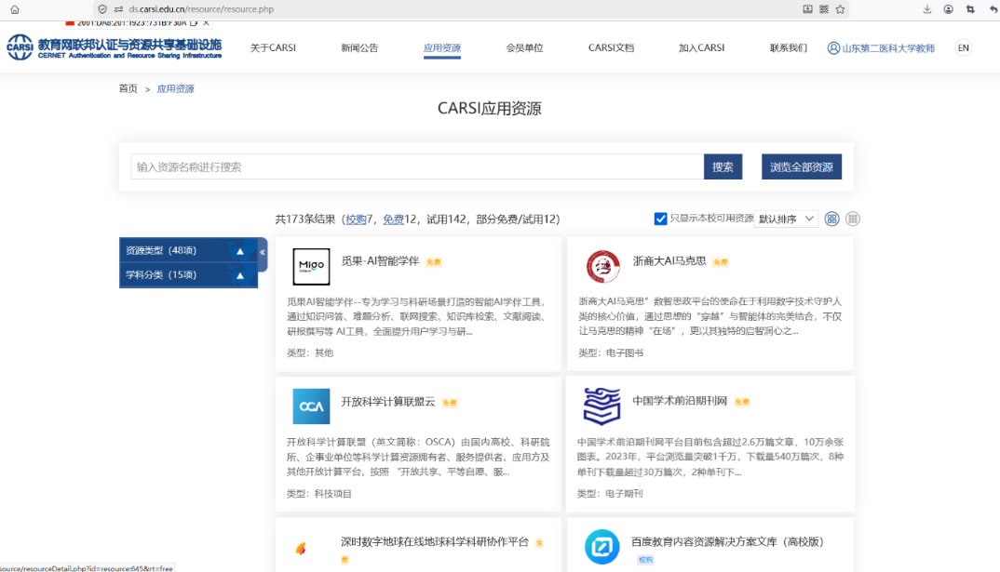 ds.carsi.edu.cn/resource/resource.php
2001:DA8:201:1923::731B:F30A
CARSI 教育网联邦认证与资源共享基础设施
CERNET Authentication and Resource Sharing Infrastructure
关于CARSI 新闻公告 应用资源 会员单位 CARSI文档 加入CARSI 联系我们 山东第二医科大学教师 EN
首页 > 应用资源
CARSI应用资源
输入资源名称进行搜索 搜索 浏览全部资源
共173条结果（校购7，免费12，试用142，部分免费/试用12） 只显示本校可用资源 默认排序
资源类型（48项） ▲ «
学科分类（15项） ▲
Migo
觅果-AI智能学伴 免费
觅果AI智能学伴--专为学习与科研场景打造的智能AI学伴工具，
通过知识问答、难题分析、联网搜索、知识库检索、文献阅读、
研报撰写等 AI工具，全面提升用户学习与研...
类型：其他
浙商大AI马克思 免费
浙商大AI马克思”数智思政平台的使命在于利用数字技术守护人
类的核心价值，通过思想的“穿越”与智能体的完美结合，不仅
让马克思的精神“在场”，更以其独特的启智润心之...
类型：电子图书
OCA
开放科学计算联盟云 免费
开放科学计算联盟（英文简称：OSCA）由国内高校、科研院
所、企事业单位等科学计算资源拥有者、服务提供者、应用方及
其他开放计算平台，按照 “开放共享、平等自愿、服...
类型：科技项目
中国学术前沿期刊网 免费
中国学术前沿期刊网平台目前包含超过2.6万篇文章，10万余张
图表。2023年，平台浏览量突破1千万，下载量540万篇次，8种
单刊下载量超过30万篇次，2种单刊下...
类型：电子期刊
深时数字地球在线地球科学科研协作平台 免
费
百度教育内容资源解决方案文库（高校版）
校购
source/resourceDetail.php?id=resource:645&rt=free